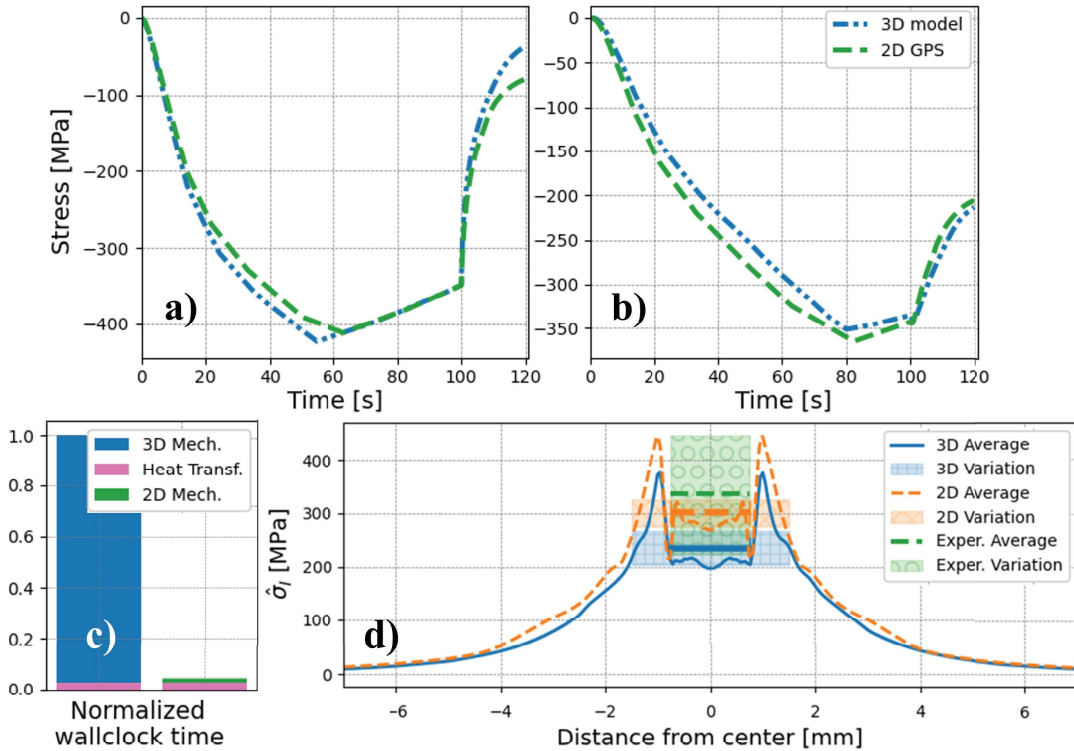 0
−100
−200
−300
−400
Stress [MPa]
a)
0
20
40
60
80
100
120
Time [s]
0
−50
−100
−150
−200
−250
−300
−350
3D model
2D GPS
b)
0
20
40
60
80
100
120
Time [s]
1.0
0.8
0.6
0.4
0.2
0.0
3D Mech.
Heat Transf.
2D Mech.
c)
Normalized
wallclock time
400
300
200
100
0
σ̂_I [MPa]
3D Average
3D Variation
2D Average
2D Variation
Exper. Average
Exper. Variation
d)
−6
−4
−2
0
2
4
6
Distance from center [mm]